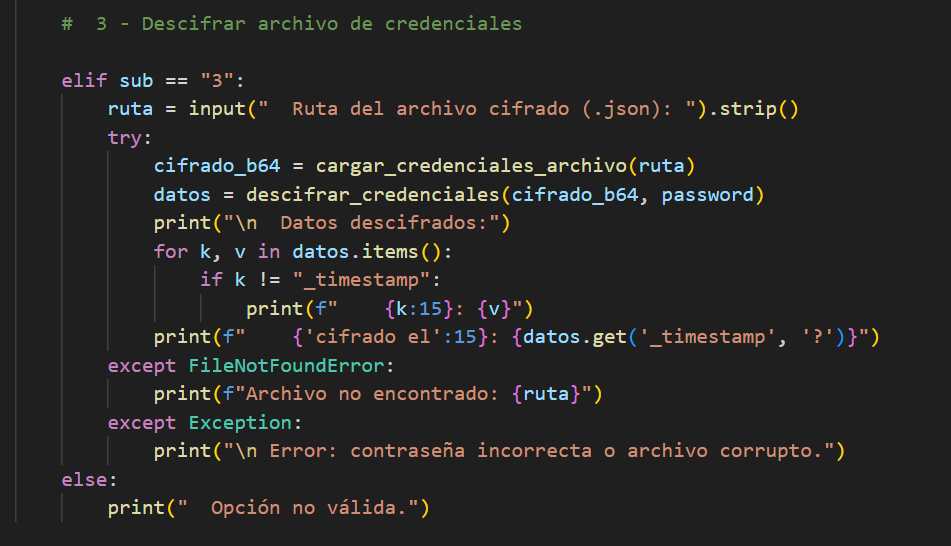 #  3 - Descifrar archivo de credenciales
elif sub == "3":
    ruta = input("  Ruta del archivo cifrado (.json): ").strip()
    try:
        cifrado_b64 = cargar_credenciales_archivo(ruta)
        datos = descifrar_credenciales(cifrado_b64, password)
        print("\n  Datos descifrados:")
        for k, v in datos.items():
            if k != "_timestamp":
                print(f"    {k:15}: {v}")
        print(f"    {'cifrado el':15}: {datos.get('_timestamp', '?')}")
    except FileNotFoundError:
        print(f"Archivo no encontrado: {ruta}")
    except Exception:
        print("\n Error: contraseña incorrecta o archivo corrupto.")
else:
    print("  Opción no válida.")